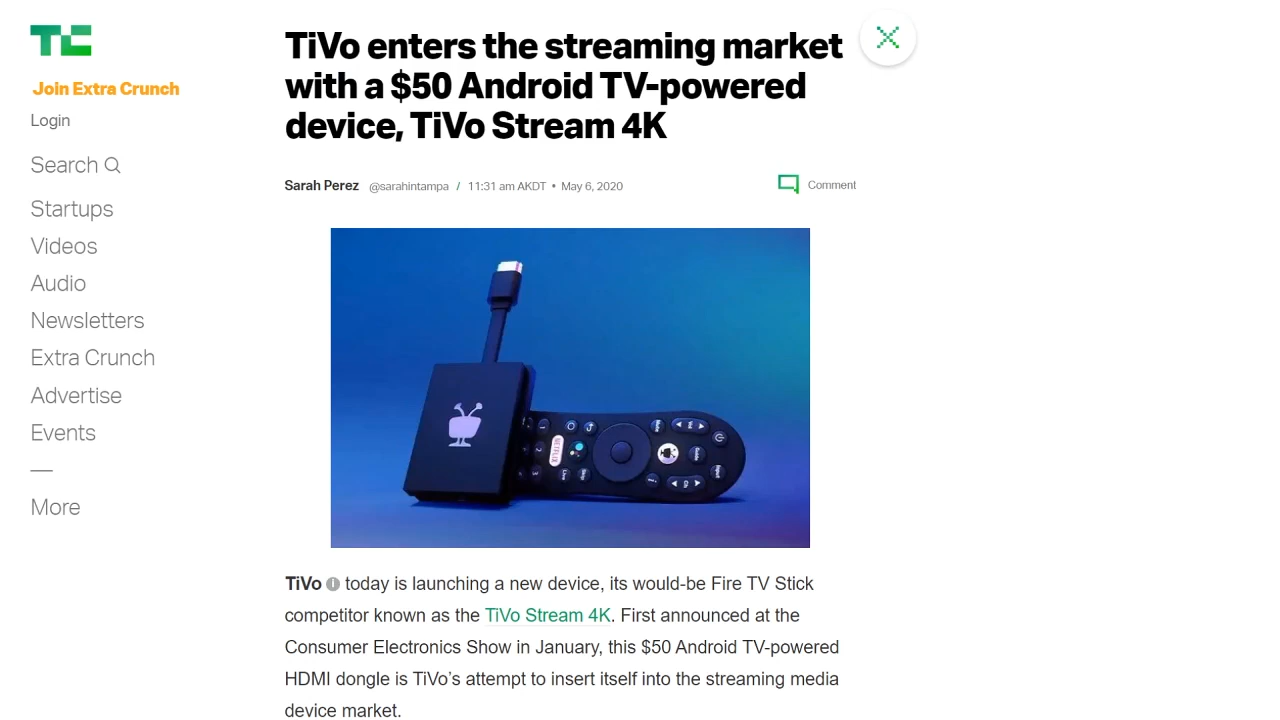 TC
Join Extra Crunch
Login
Search
Startups
Videos
Audio
Newsletters
Extra Crunch
Advertise
Events
—
More
TiVo enters the streaming market
with a $50 Android TV-powered
device, TiVo Stream 4K
Sarah Perez @sarahintampa / 11:31 am AKDT • May 6, 2020
Comment
NETFLIX
TiVo today is launching a new device, its would-be Fire TV Stick
competitor known as the TiVo Stream 4K. First announced at the
Consumer Electronics Show in January, this $50 Android TV-powered
HDMI dongle is TiVo’s attempt to insert itself into the streaming media
device market.